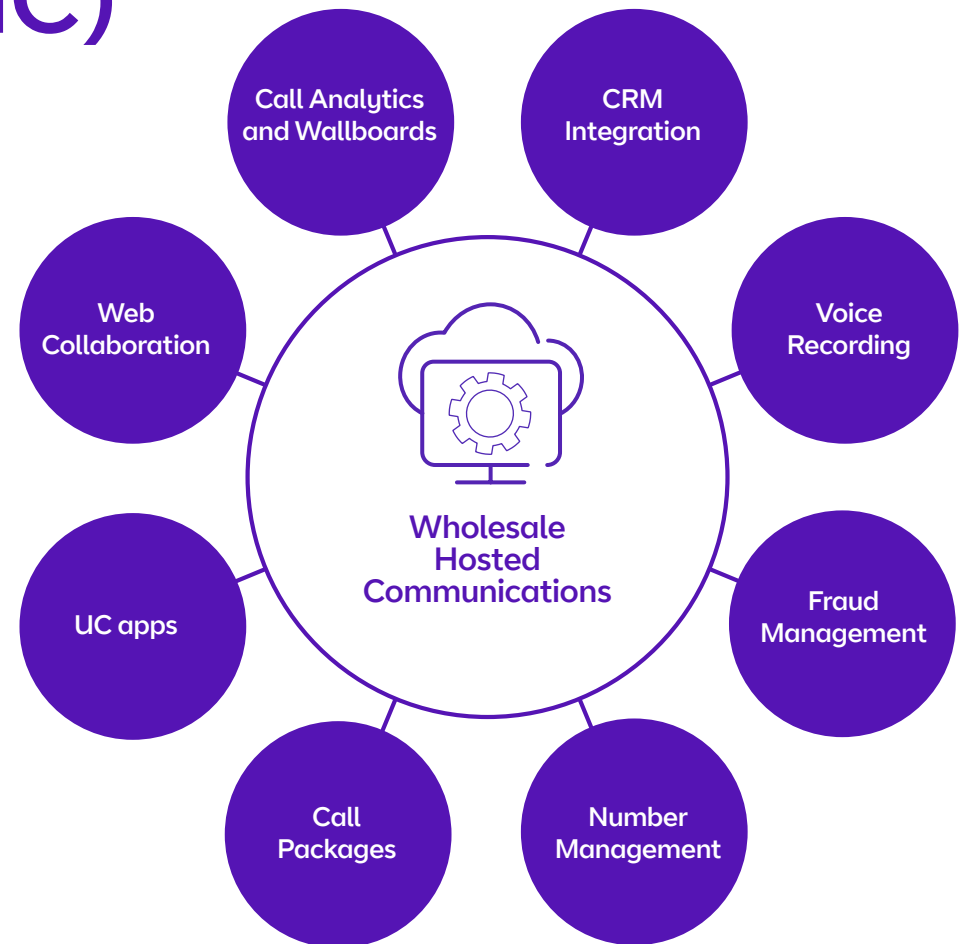 Call Analytics
and Wallboards
CRM
Integration
Web
Collaboration
Voice
Recording
Wholesale
Hosted
Communications
UC apps
Fraud
Management
Call
Packages
Number
Management